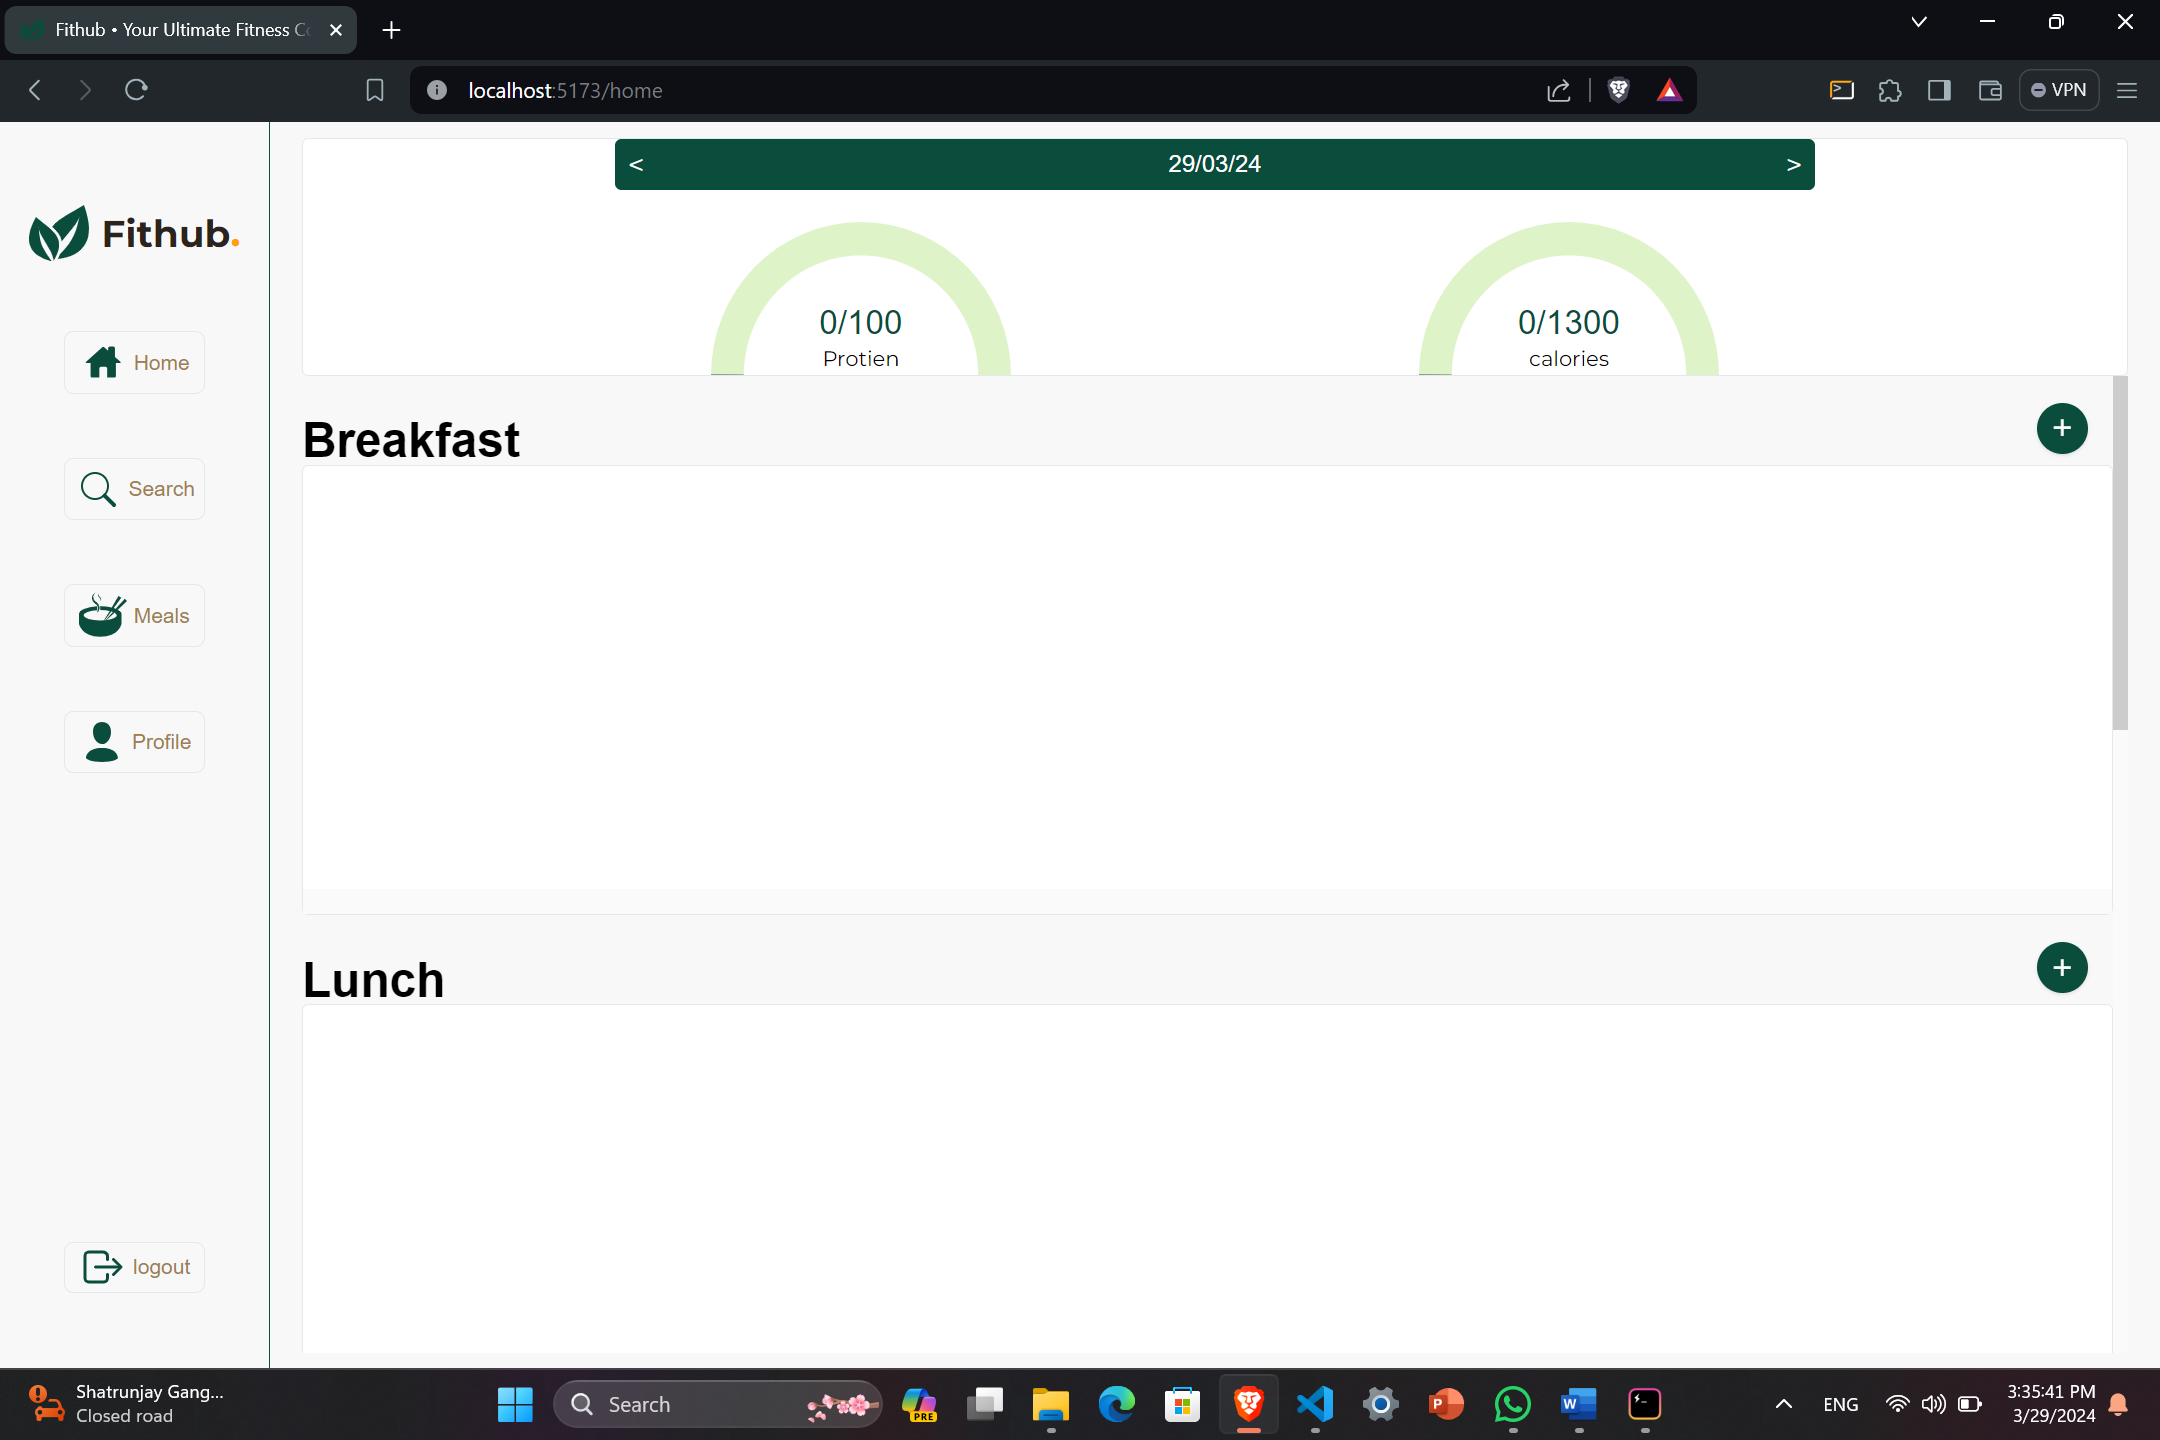 Fithub • Your Ultimate Fitness Co
localhost:5173/home
VPN
Fithub.
Home
Search
Meals
Profile
logout
< 29/03/24 >
0/100
Protien
0/1300
calories
Breakfast
+
Lunch
+
Shatrunjay Gang...
Closed road
Search
PRE
ENG
3:35:41 PM
3/29/2024